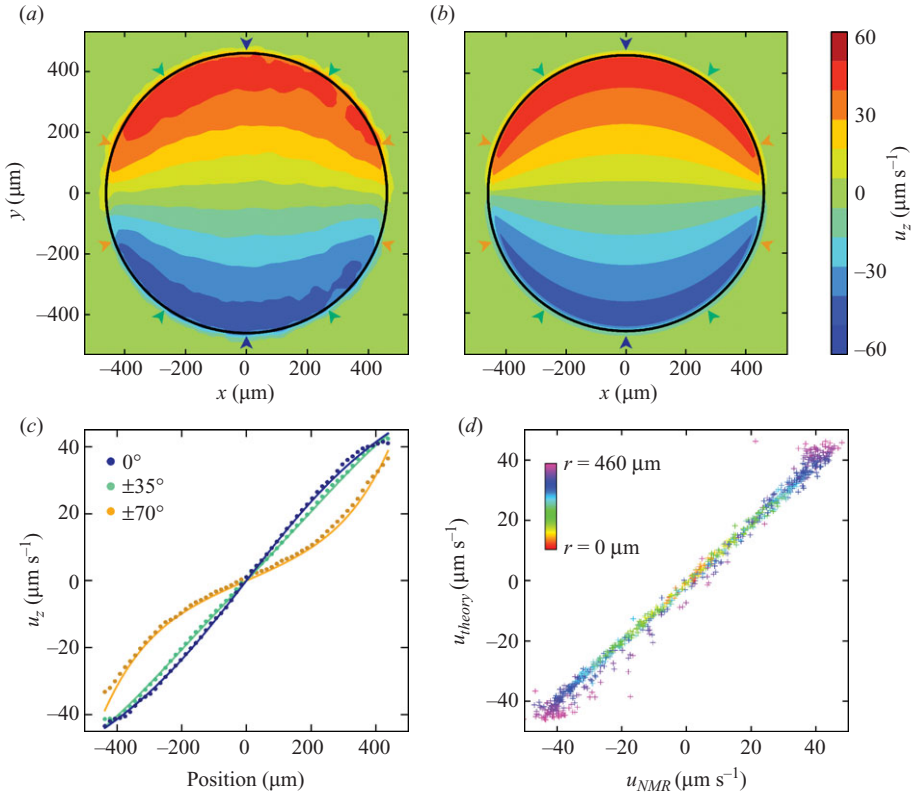 (a)
400
200
0
–200
–400
y (μm)
–400 –200 0 200 400
x (μm)
(b)
–400 –200 0 200 400
x (μm)
60
30
0
–30
–60
u_z (μm s⁻¹)
(c)
0°
±35°
±70°
40
20
0
–20
–40
u_z (μm s⁻¹)
–400 –200 0 200 400
Position (μm)
(d)
r = 460 μm
r = 0 μm
40
20
0
–20
–40
u_theory (μm s⁻¹)
–40 –20 0 20 40
u_NMR (μm s⁻¹)